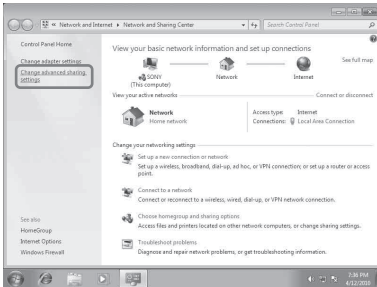 « Network and Internet ▸ Network and Sharing Center
Search Control Panel
Control Panel Home
Change adapter settings
Change advanced sharing
settings
View your basic network information and set up connections
See full map
SONY
(This computer)
Network
Internet
View your active networks
Connect or disconnect
Network
Home network
Access type: Internet
Connections: Local Area Connection
Change your networking settings
Set up a new connection or network
Set up a wireless, broadband, dial-up, ad hoc, or VPN connection; or set up a router or access
point.
Connect to a network
Connect or reconnect to a wireless, wired, dial-up, or VPN network connection.
Choose homegroup and sharing options
Access files and printers located on other network computers, or change sharing settings.
Troubleshoot problems
Diagnose and repair network problems, or get troubleshooting information.
See also
HomeGroup
Internet Options
Windows Firewall
7:36 PM
4/12/2010